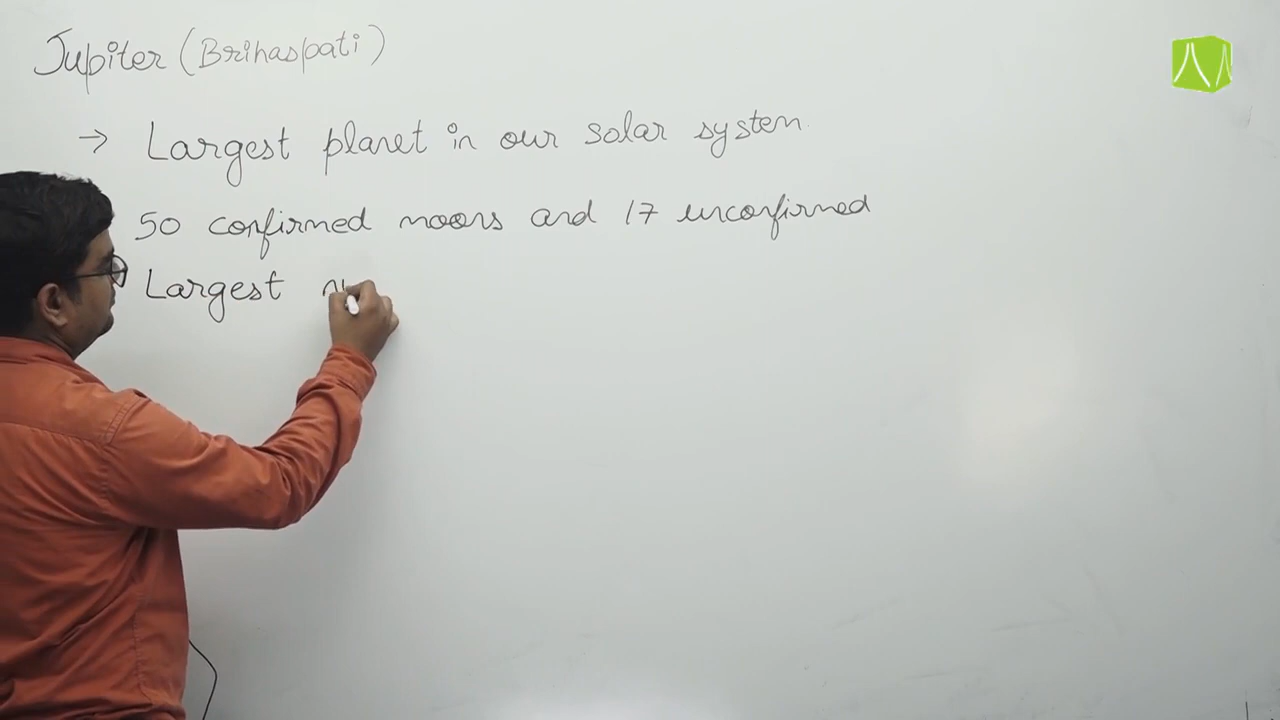 Jupiter (Brihaspati)
→ Largest planet in our solar system.
50 confirmed moons and 17 unconfirmed
Largest